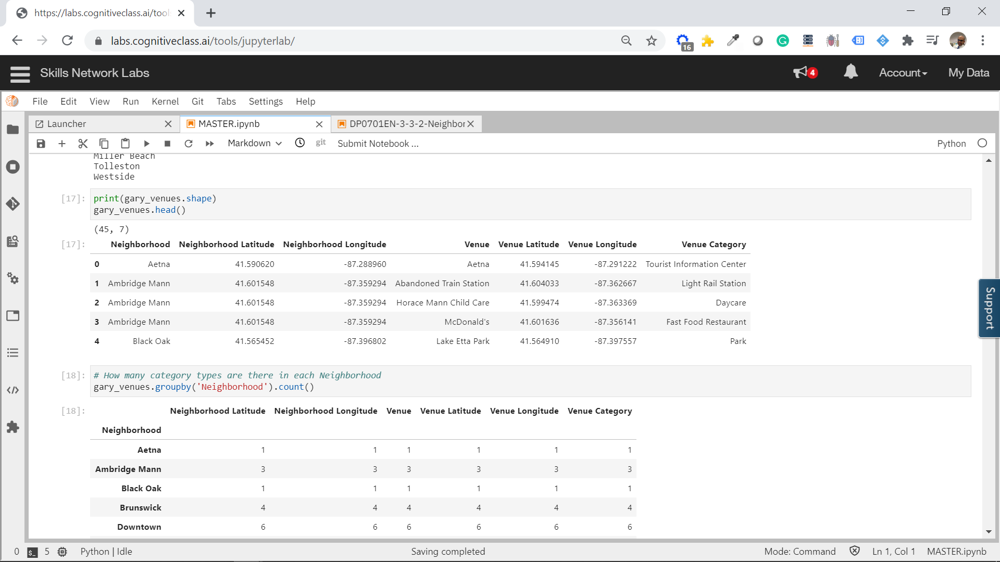 https://labs.cognitiveclass.ai/tool
labs.cognitiveclass.ai/tools/jupyterlab/
16
Skills Network Labs
4
Account
My Data
File Edit View Run Kernel Git Tabs Settings Help
Launcher
MASTER.ipynb
DP0701EN-3-3-2-Neighbor
Markdown
git
Submit Notebook ...
Python
Miller Beach
Tolleston
Westside
[17]: print(gary_venues.shape)
gary_venues.head()
(45, 7)
[17]: Neighborhood Neighborhood Latitude Neighborhood Longitude Venue Venue Latitude Venue Longitude Venue Category
0 Aetna 41.590620 -87.288960 Aetna 41.594145 -87.291222 Tourist Information Center
1 Ambridge Mann 41.601548 -87.359294 Abandoned Train Station 41.604033 -87.362667 Light Rail Station
2 Ambridge Mann 41.601548 -87.359294 Horace Mann Child Care 41.599474 -87.363369 Daycare
3 Ambridge Mann 41.601548 -87.359294 McDonald's 41.601636 -87.356141 Fast Food Restaurant
4 Black Oak 41.565452 -87.396802 Lake Etta Park 41.564910 -87.397557 Park
Support
[18]: # How many category types are there in each Neighborhood
gary_venues.groupby('Neighborhood').count()
[18]: Neighborhood Latitude Neighborhood Longitude Venue Venue Latitude Venue Longitude Venue Category
Neighborhood
Aetna 1 1 1 1 1 1
Ambridge Mann 3 3 3 3 3 3
Black Oak 1 1 1 1 1 1
Brunswick 4 4 4 4 4 4
Downtown 6 6 6 6 6 6
0 $_ 5 Python | Idle Saving completed Mode: Command Ln 1, Col 1 MASTER.ipynb